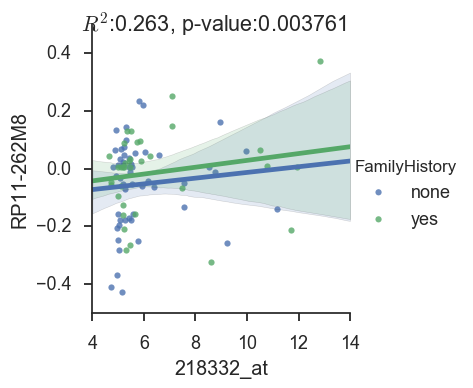 R²:0.263, p-value:0.003761
0.4
0.2
0.0
−0.2
−0.4
RP11-262M8
4 6 8 10 12 14
218332_at
FamilyHistory
none
yes